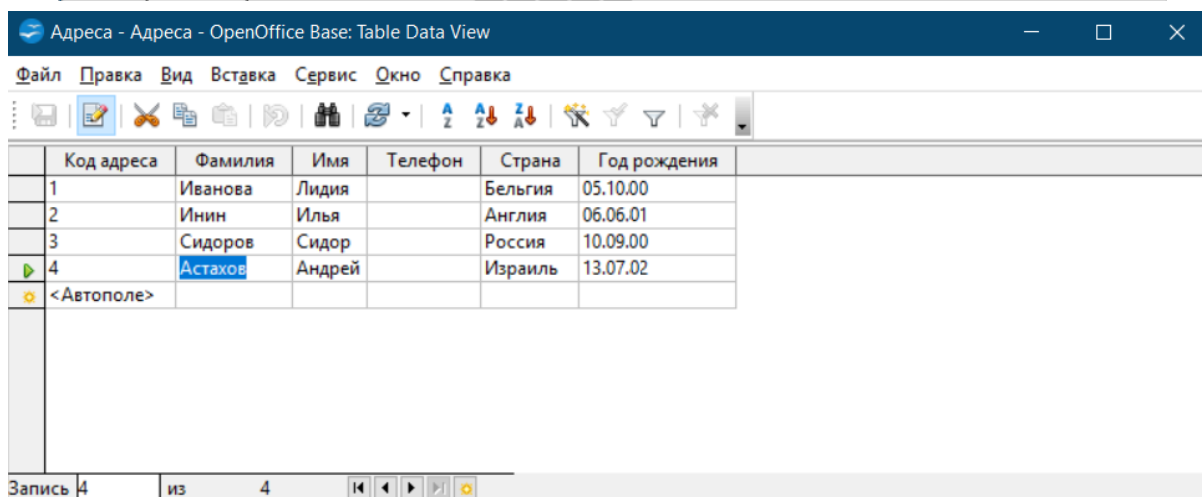 Адреса - Адреса - OpenOffice Base: Table Data View
Файл Правка Вид Вставка Сервис Окно Справка
Код адреса Фамилия Имя Телефон Страна Год рождения
1 Иванова Лидия Бельгия 05.10.00
2 Инин Илья Англия 06.06.01
3 Сидоров Сидор Россия 10.09.00
4 Астахов Андрей Израиль 13.07.02
<Автополе>
Запись 4 из 4